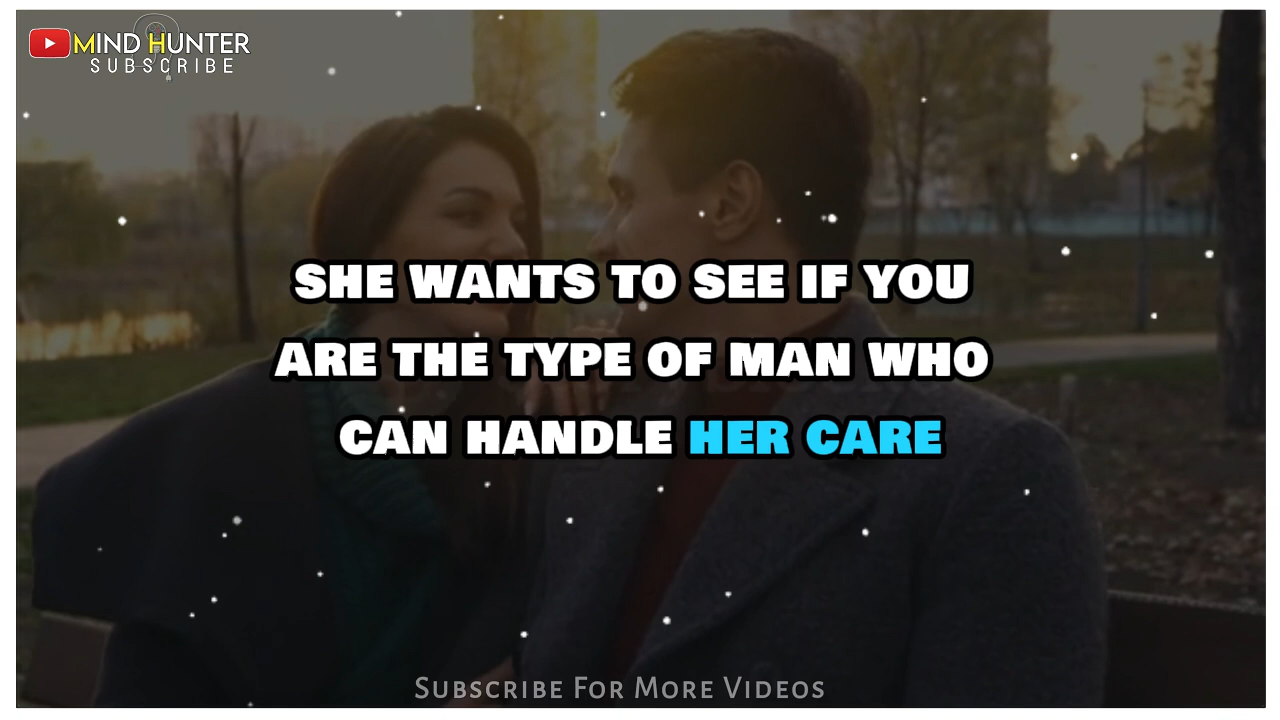 MIND HUNTER
SUBSCRIBE
SHE WANTS TO SEE IF YOU
ARE THE TYPE OF MAN WHO
CAN HANDLE HER CARE
SUBSCRIBE FOR MORE VIDEOS